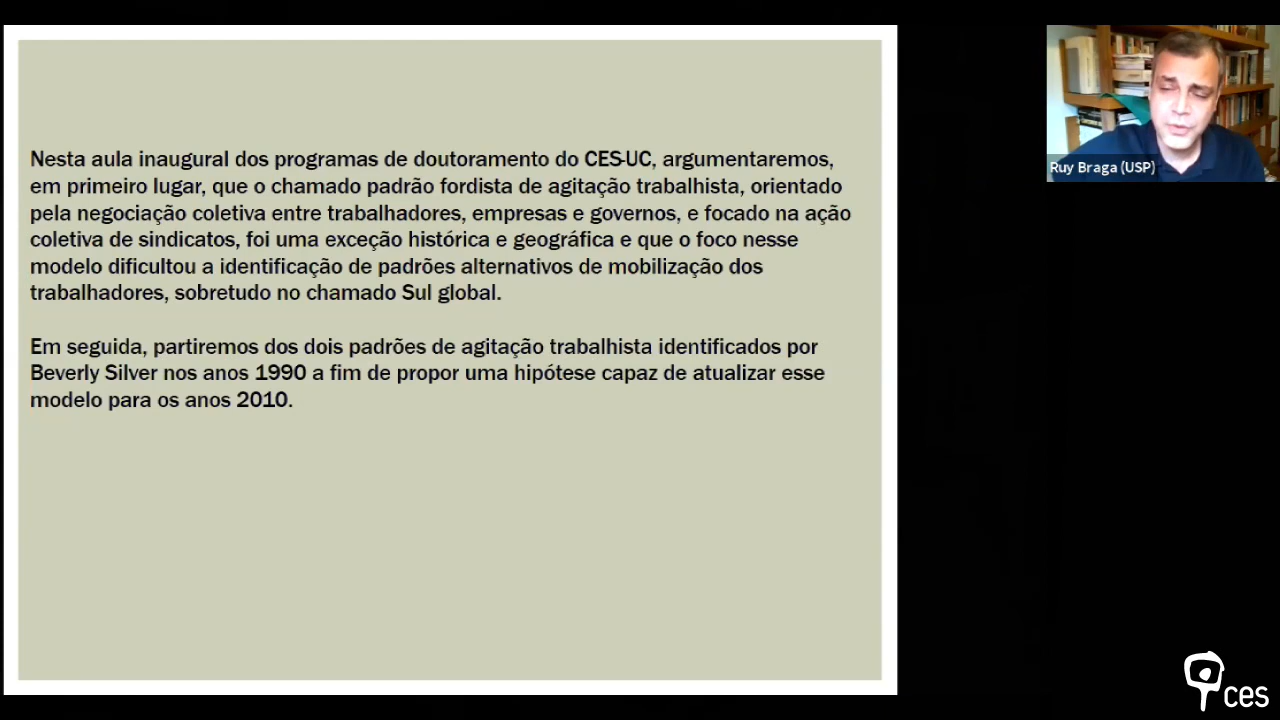 Nesta aula inaugural dos programas de doutoramento do CES-UC, argumentaremos,
em primeiro lugar, que o chamado padrão fordista de agitação trabalhista, orientado
pela negociação coletiva entre trabalhadores, empresas e governos, e focado na ação
coletiva de sindicatos, foi uma exceção histórica e geográfica e que o foco nesse
modelo dificultou a identificação de padrões alternativos de mobilização dos
trabalhadores, sobretudo no chamado Sul global.
Em seguida, partiremos dos dois padrões de agitação trabalhista identificados por
Beverly Silver nos anos 1990 a fim de propor uma hipótese capaz de atualizar esse
modelo para os anos 2010.
Ruy Braga (USP)
ces